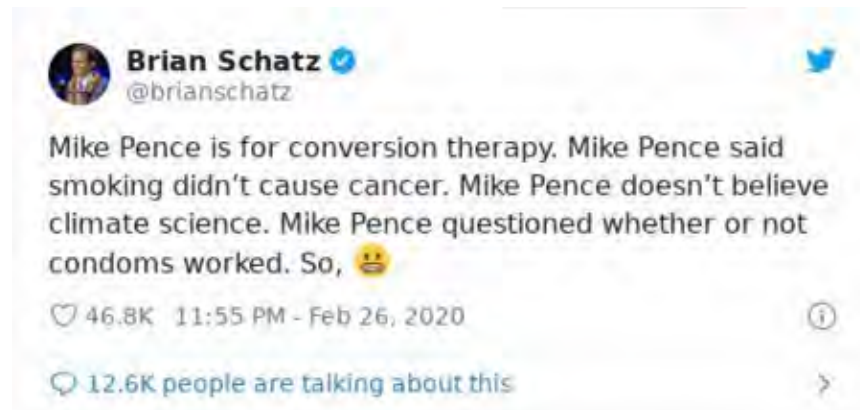 Brian Schatz
@brianschatz
Mike Pence is for conversion therapy. Mike Pence said
smoking didn't cause cancer. Mike Pence doesn't believe
climate science. Mike Pence questioned whether or not
condoms worked. So, 😬
46.8K 11:55 PM - Feb 26, 2020
12.6K people are talking about this